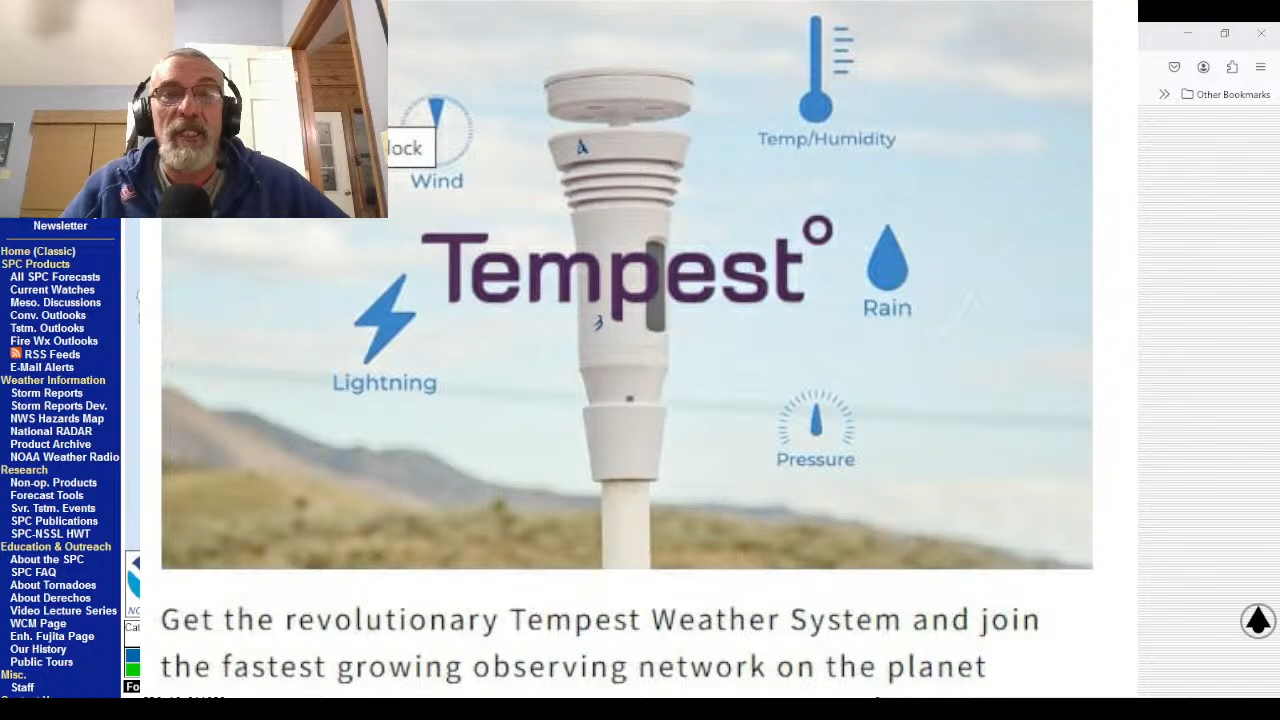 Other Bookmarks
Temp/Humidity
lock
Wind
Tempest°
Rain
Lightning
Pressure
Get the revolutionary Tempest Weather System and join
the fastest growing observing network on the planet
Newsletter
Home (Classic)
SPC Products
All SPC Forecasts
Current Watches
Meso. Discussions
Conv. Outlooks
Tstm. Outlooks
Fire Wx Outlooks
RSS Feeds
E-Mail Alerts
Weather Information
Storm Reports
Storm Reports Dev.
NWS Hazards Map
National RADAR
Product Archive
NOAA Weather Radio
Research
Non-op. Products
Forecast Tools
Svr. Tstm. Events
SPC Publications
SPC-NSSL HWT
Education & Outreach
About the SPC
SPC FAQ
About Tornadoes
About Derechos
Video Lecture Series
WCM Page
Enh. Fujita Page
Our History
Public Tours
Misc.
Staff
NO
Cat
Fo